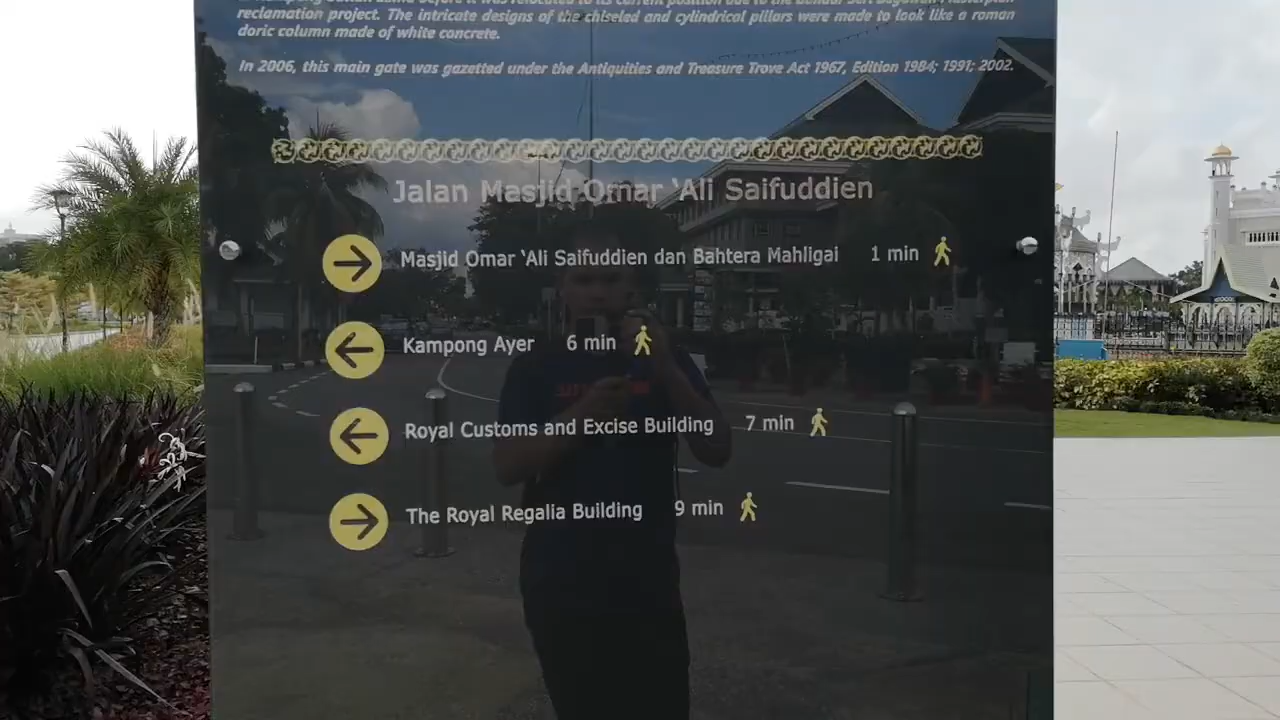 reclamation project. The intricate designs of the chiseled and cylindrical pillars were made to look like a roman
doric column made of white concrete.
In 2006, this main gate was gazetted under the Antiquities and Treasure Trove Act 1967, Edition 1984; 1991; 2002.
Jalan Masjid Omar 'Ali Saifuddien
Masjid Omar 'Ali Saifuddien dan Bahtera Mahligai 1 min
Kampong Ayer 6 min
Royal Customs and Excise Building 7 min
The Royal Regalia Building 9 min